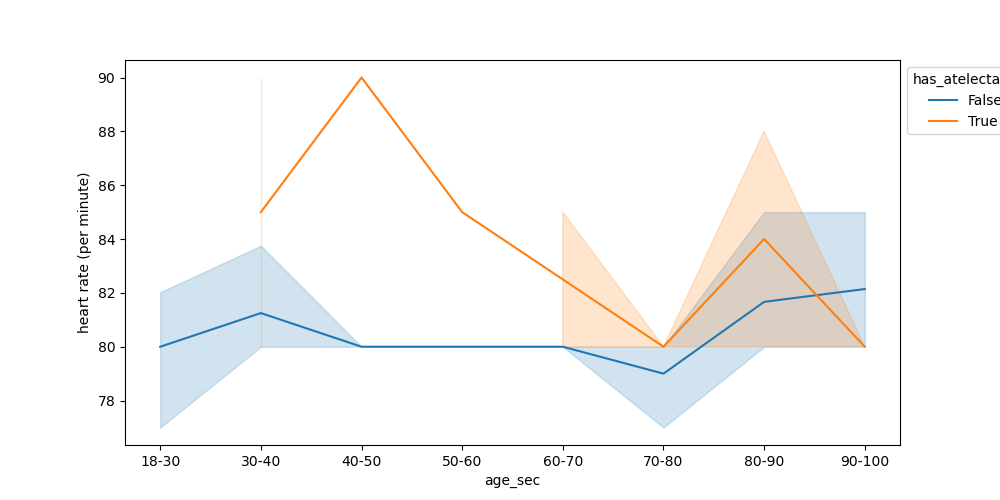 has_atelecta
False
True
heart rate (per minute)
90
88
86
84
82
80
78
18-30 30-40 40-50 50-60 60-70 70-80 80-90 90-100
age_sec